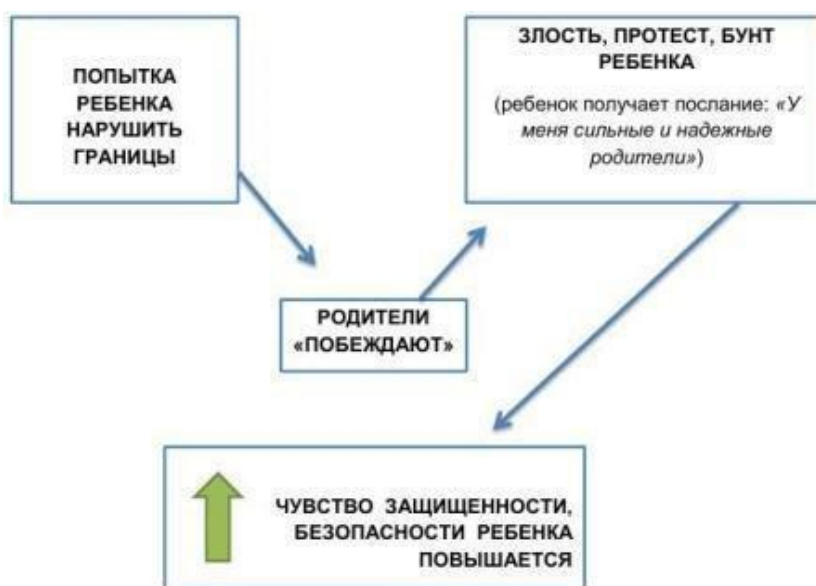 ПОПЫТКА
РЕБЕНКА
НАРУШИТЬ
ГРАНИЦЫ
ЗЛОСТЬ, ПРОТЕСТ, БУНТ
РЕБЕНКА
(ребенок получает послание: «У
меня сильные и надежные
родители»)
РОДИТЕЛИ
«ПОБЕЖДАЮТ»
ЧУВСТВО ЗАЩИЩЕННОСТИ,
БЕЗОПАСНОСТИ РЕБЕНКА
ПОВЫШАЕТСЯ